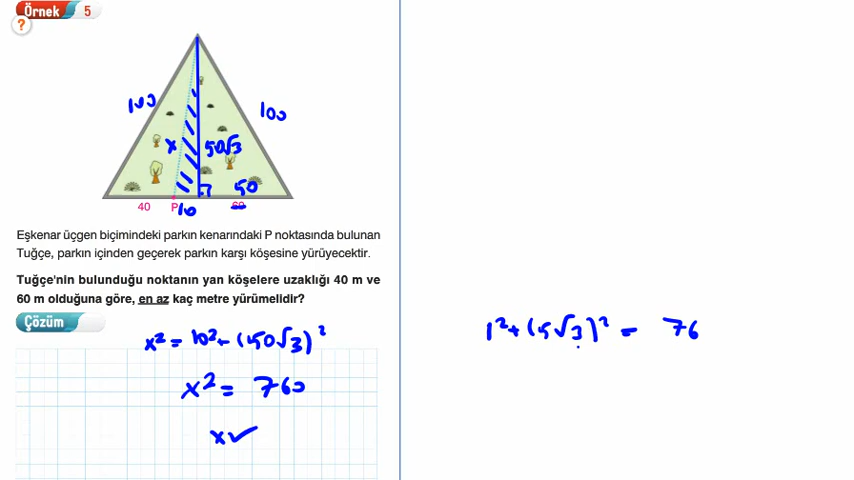 Örnek 5
?
100
100
x
50√3
50
40
P
10
60
Eşkenar üçgen biçimindeki parkın kenarındaki P noktasında bulunan
Tuğçe, parkın içinden geçerek parkın karşı köşesine yürüyecektir.
Tuğçe'nin bulunduğu noktanın yan köşelere uzaklığı 40 m ve
60 m olduğuna göre, en az kaç metre yürümelidir?
Çözüm
x² = 10² + (50√3)²
x² = 760
x ✓
1² + (5√3)² = 76